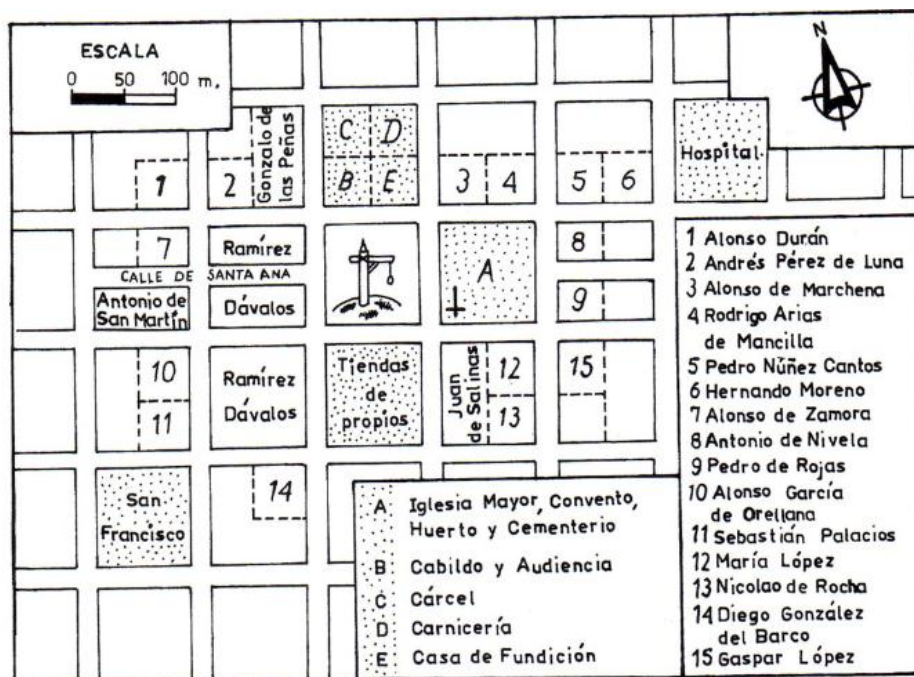 ESCALA
0 50 100 m.
N
C D
B E
1
2
Gonzalo de
las Peñas
3 4
5 6
Hospital
7
Ramírez
8
A
CALLE DE SANTA ANA
Antonio de
San Martín
Dávalos
9
10
11
Ramírez
Dávalos
Tiendas
de
propios
Juan
de Salinas
12
13
15
San
Francisco
14
A Iglesia Mayor, Convento,
Huerto y Cementerio
B Cabildo y Audiencia
C Cárcel
D Carnicería
E Casa de Fundición
1 Alonso Durán
2 Andrés Pérez de Luna
3 Alonso de Marchena
4 Rodrigo Arias
de Mancilla
5 Pedro Núñez Cantos
6 Hernando Moreno
7 Alonso de Zamora
8 Antonio de Nivela
9 Pedro de Rojas
10 Alonso García
de Orellana
11 Sebastián Palacios
12 María López
13 Nicolao de Rocha
14 Diego González
del Barco
15 Gaspar López